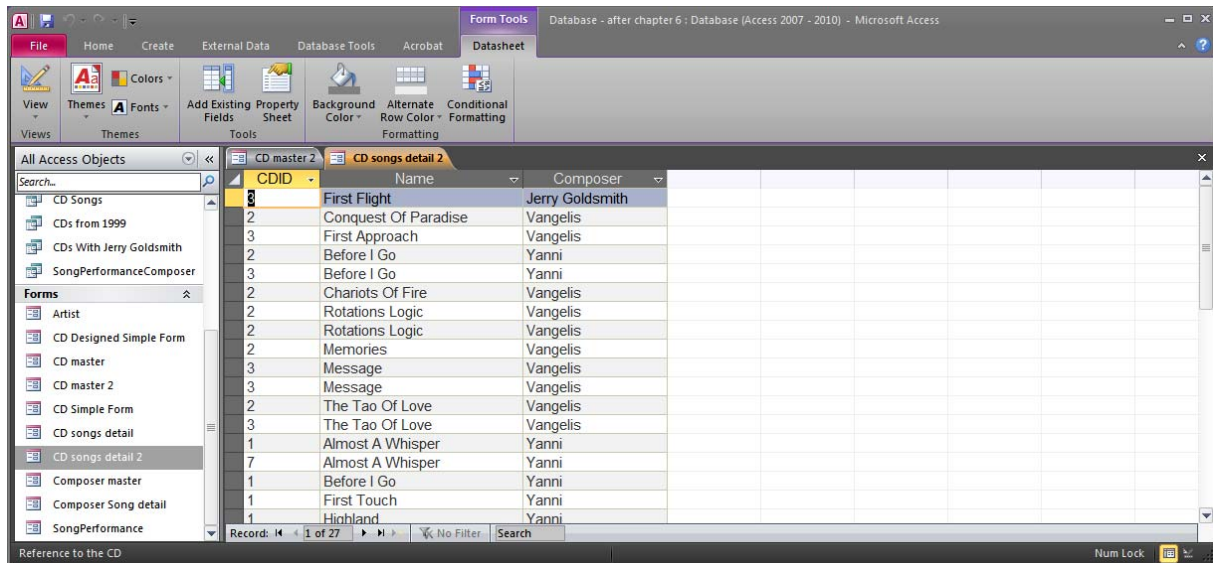 A
Form Tools
Database - after chapter 6 : Database (Access 2007 - 2010) - Microsoft Access
File Home Create External Data Database Tools Acrobat Datasheet
View
Themes
Colors
Fonts
Add Existing Fields
Property Sheet
Background Color
Alternate Row Color
Conditional Formatting
Views Themes Tools Formatting
All Access Objects
Search...
CD Songs
CDs from 1999
CDs With Jerry Goldsmith
SongPerformanceComposer
Forms
Artist
CD Designed Simple Form
CD master
CD master 2
CD Simple Form
CD songs detail
CD songs detail 2
Composer master
Composer Song detail
SongPerformance
CD master 2 CD songs detail 2
CDID Name Composer
3 First Flight Jerry Goldsmith
2 Conquest Of Paradise Vangelis
3 First Approach Vangelis
2 Before I Go Yanni
3 Before I Go Yanni
2 Chariots Of Fire Vangelis
2 Rotations Logic Vangelis
2 Rotations Logic Vangelis
2 Memories Vangelis
3 Message Vangelis
3 Message Vangelis
2 The Tao Of Love Vangelis
3 The Tao Of Love Vangelis
1 Almost A Whisper Yanni
7 Almost A Whisper Yanni
1 Before I Go Yanni
1 First Touch Yanni
1 Highland Yanni
Record: 1 of 27 No Filter Search
Reference to the CD Num Lock